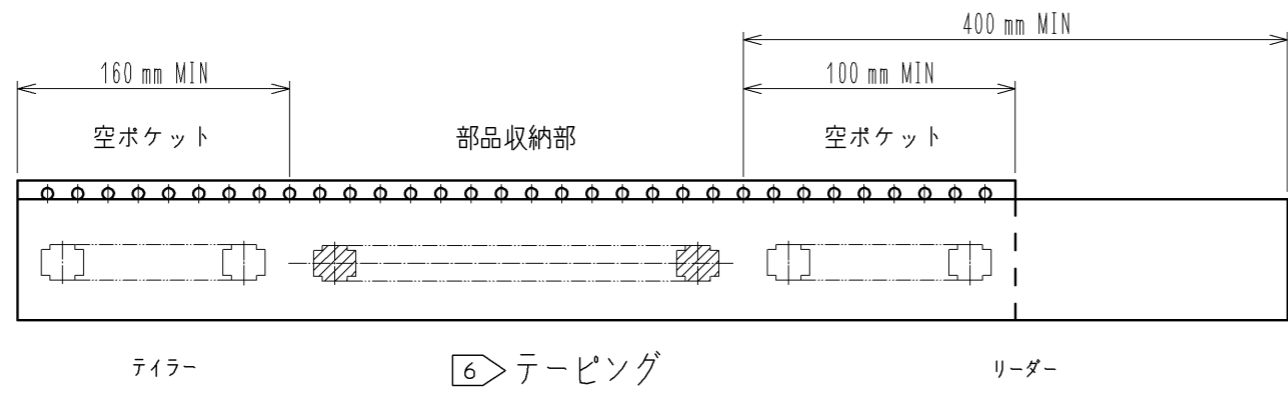 400 mm MIN
160 mm MIN
100 mm MIN
空ポケット
部品収納部
空ポケット
テイラー
6 テーピング
リーダー